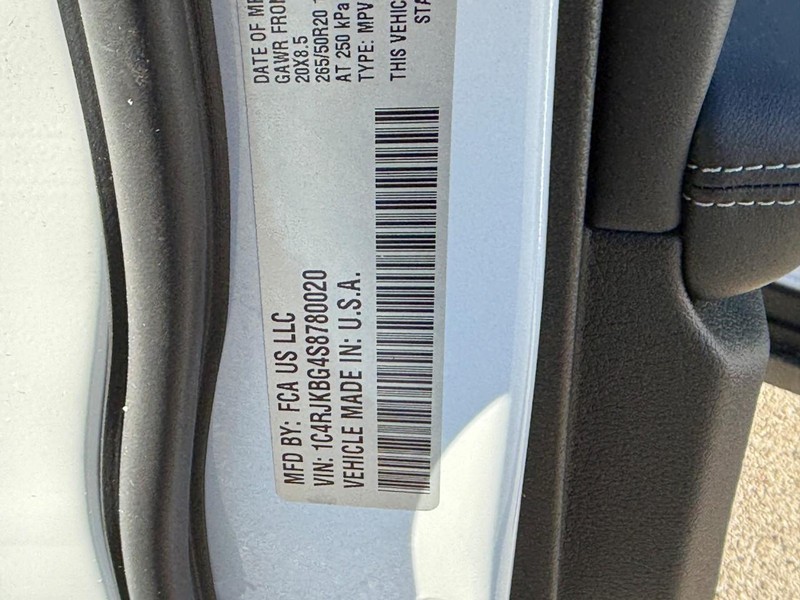 MFD BY: FCA US LLC
VIN: 1C4RJKBG4S8780020
VEHICLE MADE IN: U.S.A.
DATE OF
GAWR FRON
20X8.5
265/50R20
AT 250 kPa
TYPE: MPV
THIS VEHIC
STA